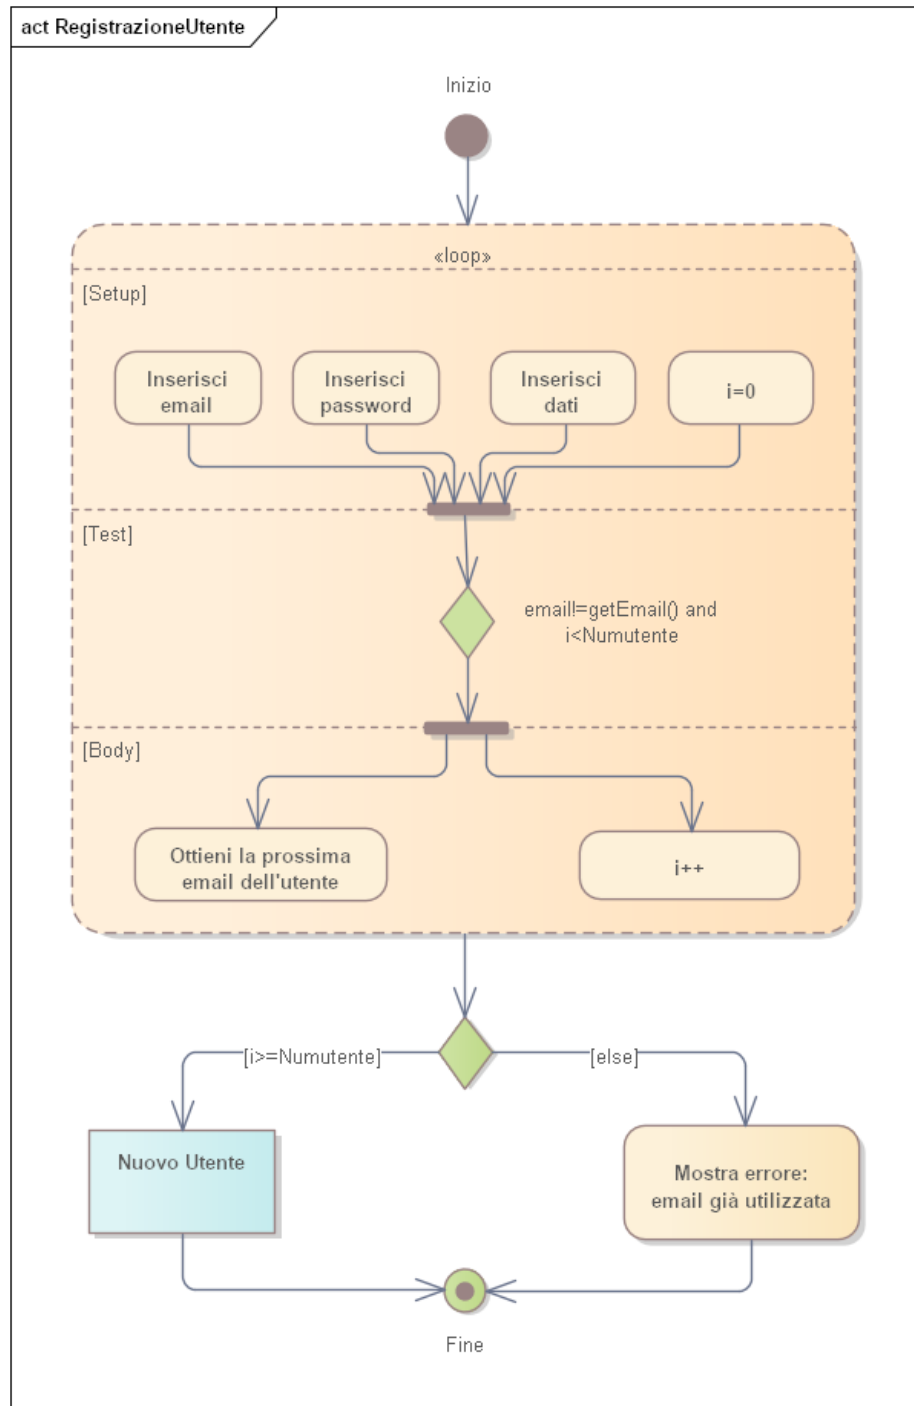 act RegistrazioneUtente
Inizio
«loop»
[Setup]
Inserisci
email
Inserisci
password
Inserisci
dati
i=0
[Test]
email!=getEmail() and
i<Numutente
[Body]
Ottieni la prossima
email dell'utente
i++
[i>=Numutente]
[else]
Nuovo Utente
Mostra errore:
email già utilizzata
Fine